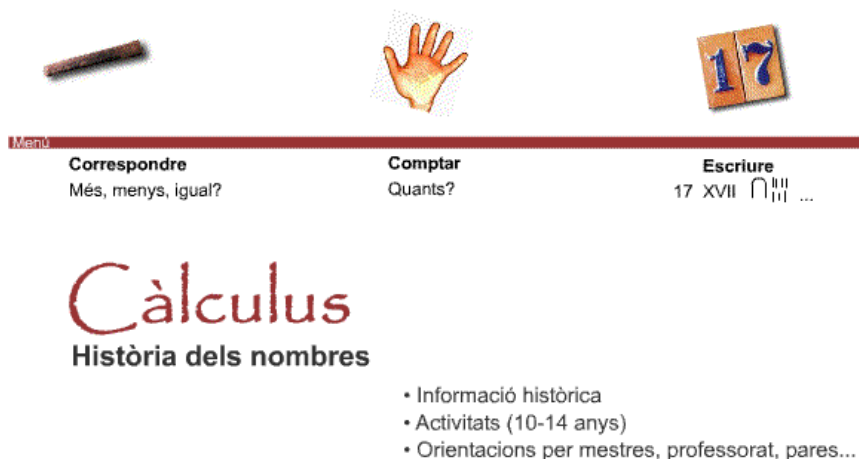 17
Menú
Correspondre Comptar Escriure
Més, menys, igual? Quants? 17 XVII ...
Càlculus
Història dels nombres
• Informació històrica
• Activitats (10-14 anys)
• Orientacions per mestres, professorat, pares...